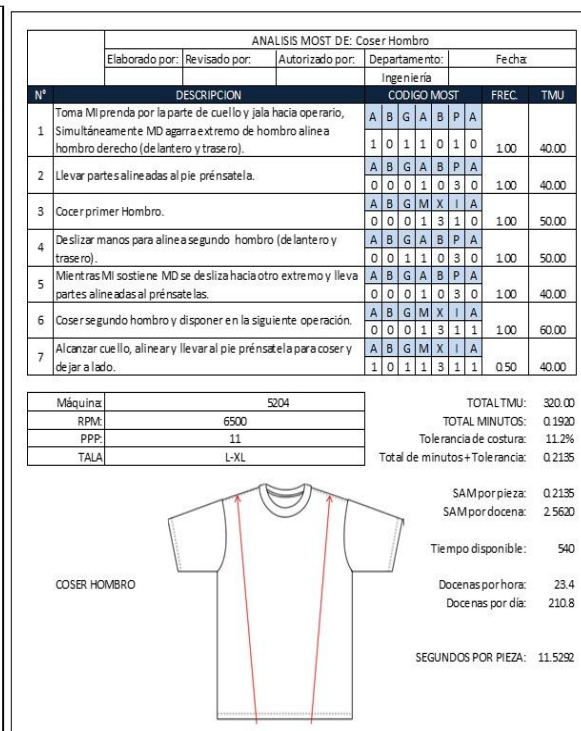 ANALISIS MOST DE: Coser Hombro
Elaborado por: Revisado por: Autorizado por: Departamento: Fecha:
Ingeniería
N° DESCRIPCION CODIGO MOST FREC. TMU
1 Toma MI prenda por la parte de cuello y jala hacia operario, A B G A B P A
Simultáneamente MD agarra extremo de hombro alinea
hombro derecho (delantero y trasero). 1 0 1 1 0 1 0 1.00 40.00
2 Llevar partes alineadas al pie prénsatela. A B G A B P A
0 0 0 1 0 3 0 1.00 40.00
3 Cocer primer Hombro. A B G M X I A
0 0 0 1 3 1 0 1.00 50.00
4 Deslizar manos para alinea segundo hombro (delantero y A B G A B P A
trasero). 0 0 1 1 0 3 0 1.00 50.00
5 Mientras MI sostiene MD se desliza hacia otro extremo y lleva A B G A B P A
partes alineadas al prénsatelas. 0 0 0 1 0 3 0 1.00 40.00
6 Coser segundo hombro y disponer en la siguiente operación. A B G M X I A
0 0 0 1 3 1 1 1.00 60.00
7 Alcanzar cuello, alinear y llevar al pie prénsatela para coser y A B G M X I A
dejar a lado. 1 0 1 1 3 1 1 0.50 40.00
Máquina: 5204 TOTAL TMU: 320.00
RPM: 6500 TOTAL MINUTOS: 0.1920
PPP: 11 Tolerancia de costura: 11.2%
TALA L-XL Total de minutos + Tolerancia: 0.2135
SAM por pieza: 0.2135
SAM por docena: 2.5620
Tiempo disponible: 540
COSER HOMBRO
Docenas por hora: 23.4
Docenas por día: 210.8
SEGUNDOS POR PIEZA: 11.5292